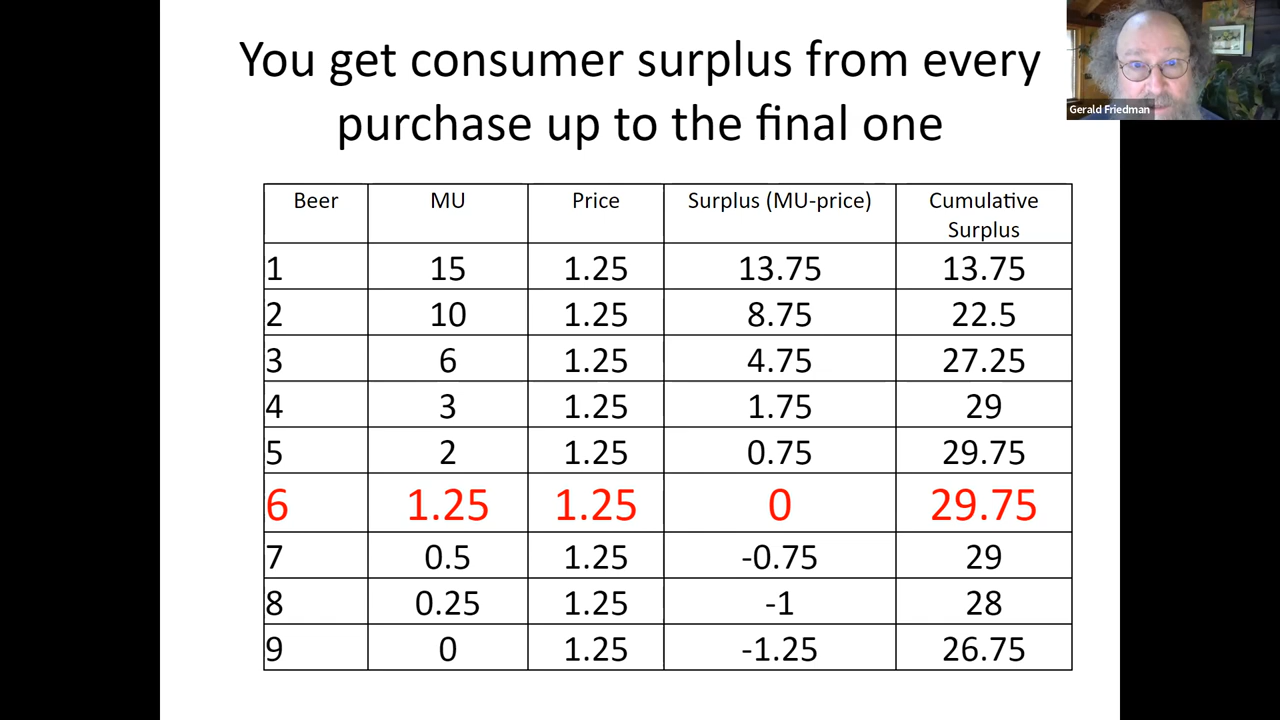 You get consumer surplus from every
purchase up to the final one
Gerald Friedman
Beer MU Price Surplus (MU-price) Cumulative Surplus
1 15 1.25 13.75 13.75
2 10 1.25 8.75 22.5
3 6 1.25 4.75 27.25
4 3 1.25 1.75 29
5 2 1.25 0.75 29.75
6 1.25 1.25 0 29.75
7 0.5 1.25 -0.75 29
8 0.25 1.25 -1 28
9 0 1.25 -1.25 26.75